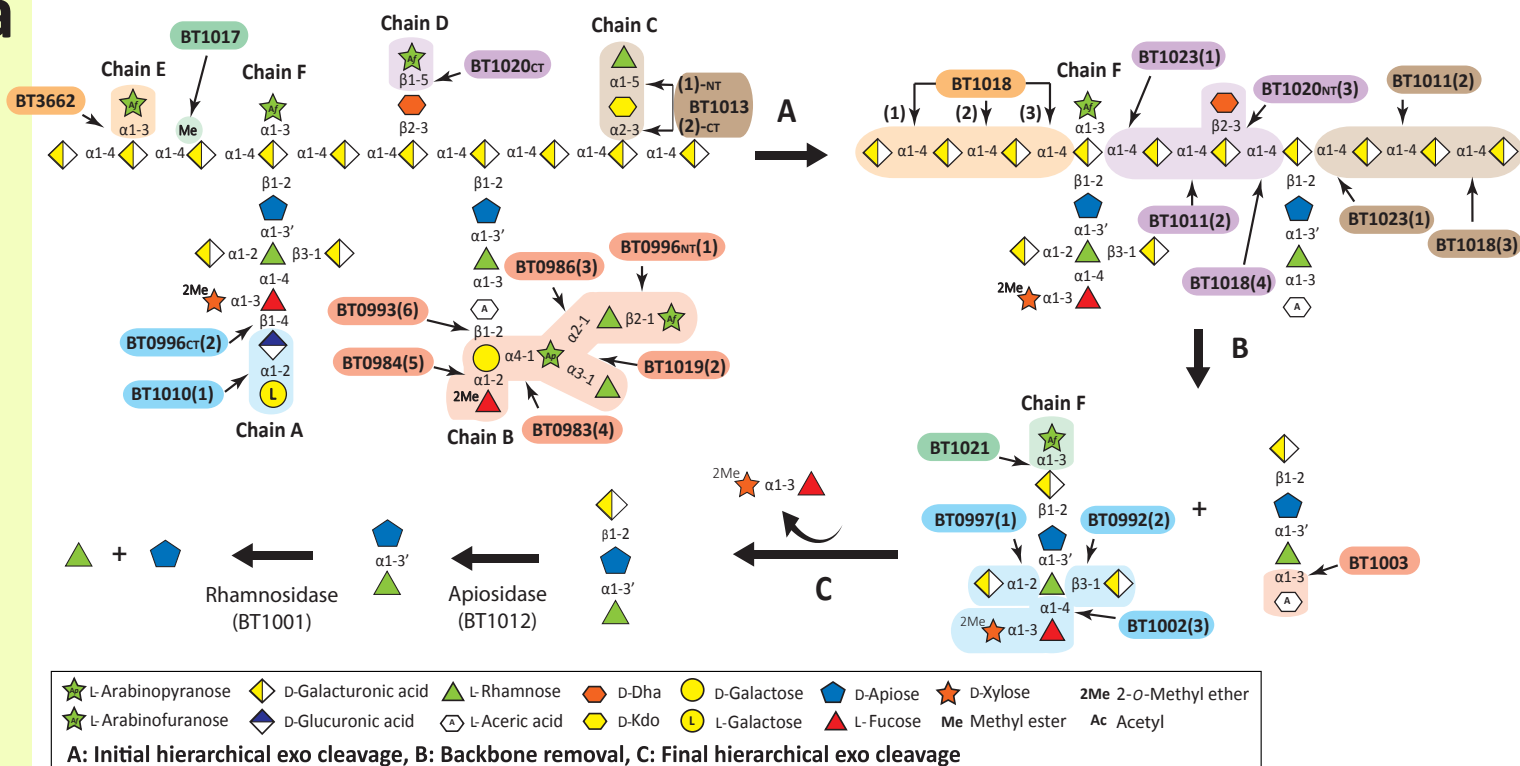 a
Chain D
Chain C
BT1017
Chain E
Chain F
Af
β1-5
BT1020CT
α1-5
(1)-NT
BT1013
(2)-CT
BT3662
Af
α1-3
Me
Af
α1-3
β2-3
α2-3
α1-4 α1-4 α1-4 α1-4 α1-4 α1-4 α1-4 α1-4 α1-4
A
β1-2
α1-3'
α1-2 β3-1
α1-4
2Me α1-3
β1-4
BT0996CT(2)
α1-2
BT1010(1)
L
Chain A
β1-2
α1-3'
α1-3
A
β1-2
BT0996NT(1)
BT0986(3)
BT0993(6)
α2-1 β2-1 Af
BT0984(5)
α4-1 Ap
BT1019(2)
α3-1
α1-2
2Me
BT0983(4)
Chain B
BT1018
(1) (2) (3)
Chain F
BT1023(1)
BT1020NT(3)
BT1011(2)
Af
α1-3
β2-3
α1-4 α1-4 α1-4 α1-4 α1-4 α1-4 α1-4 α1-4 α1-4
β1-2
α1-3'
α1-2 β3-1
α1-4
2Me α1-3
BT1011(2)
BT1018(4)
β1-2
α1-3'
α1-3
A
BT1023(1)
BT1018(3)
B
Chain F
Af
BT1021
α1-3
β1-2
BT0997(1)
BT0992(2)
α1-3'
α1-2 β3-1
α1-4
2Me α1-3
BT1002(3)
+
β1-2
α1-3'
α1-3
BT1003
A
2Me α1-3
C
β1-2
α1-3'
Apiosidase
(BT1012)
α1-3'
Rhamnosidase
(BT1001)
+
Ap L-Arabinopyranose D-Galacturonic acid L-Rhamnose D-Dha D-Galactose D-Apiose D-Xylose 2Me 2-O-Methyl ether
Af L-Arabinofuranose D-Glucuronic acid A L-Aceric acid D-Kdo L L-Galactose L-Fucose Me Methyl ester Ac Acetyl
A: Initial hierarchical exo cleavage, B: Backbone removal, C: Final hierarchical exo cleavage